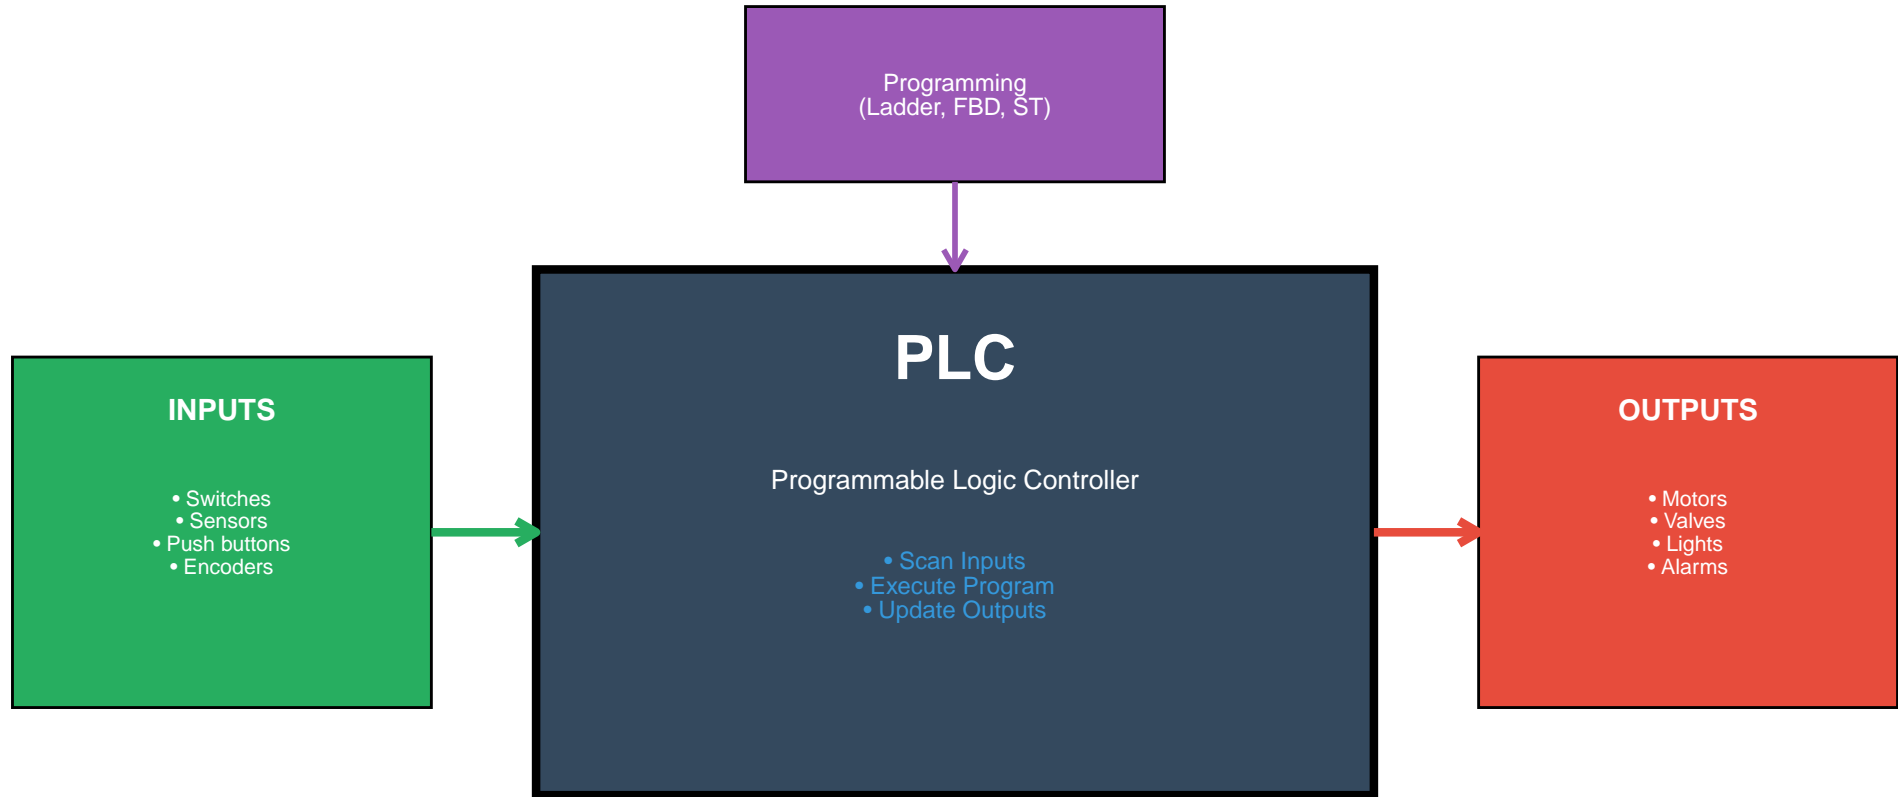 Programming
(Ladder, FBD, ST)
PLC
Programmable Logic Controller
• Scan Inputs
• Execute Program
• Update Outputs
INPUTS
• Switches
• Sensors
• Push buttons
• Encoders
OUTPUTS
• Motors
• Valves
• Lights
• Alarms